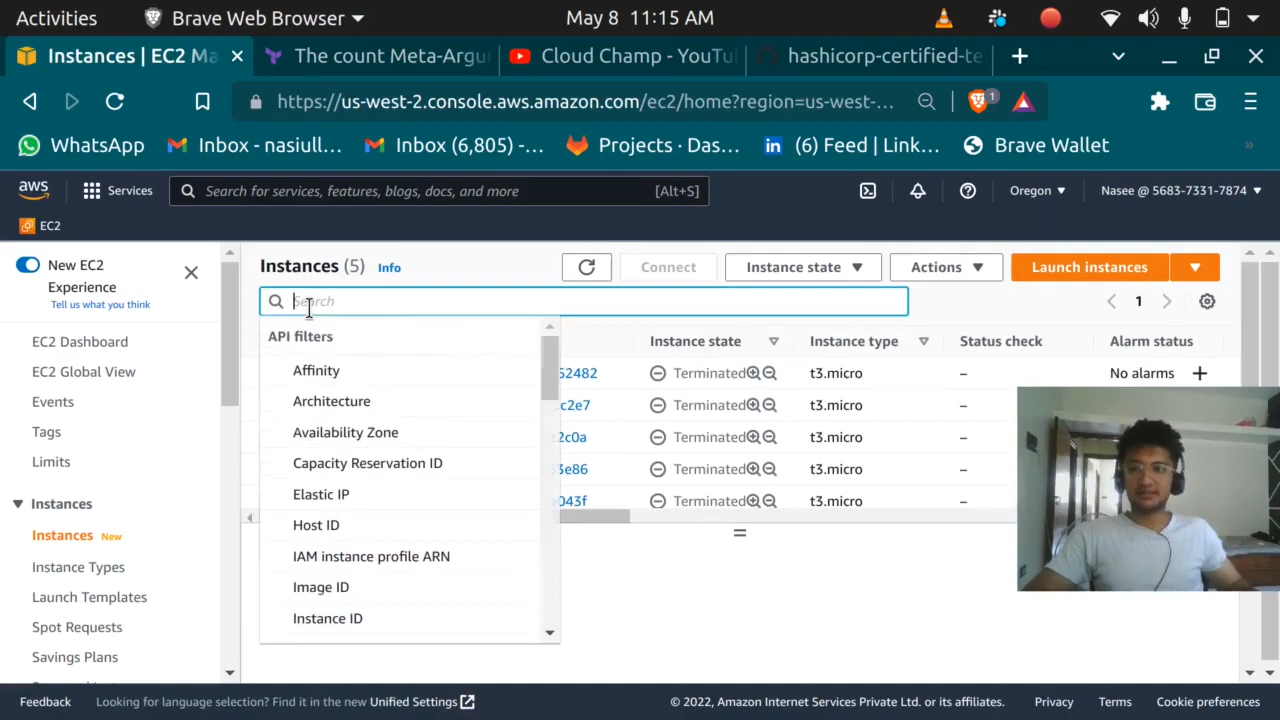 Activities
Brave Web Browser
May 8 11:15 AM
Instances | EC2 Ma
The count Meta-Argu
Cloud Champ - YouTu
hashicorp-certified-te
https://us-west-2.console.aws.amazon.com/ec2/home?region=us-west-...
1
WhatsApp
Inbox - nasiull...
Inbox (6,805) -...
Projects · Das...
(6) Feed | Link...
Brave Wallet
aws
Services
Search for services, features, blogs, docs, and more
[Alt+S]
Oregon
Nasee @ 5683-7331-7874
EC2
New EC2
Experience
Tell us what you think
EC2 Dashboard
EC2 Global View
Events
Tags
Limits
Instances
Instances New
Instance Types
Launch Templates
Spot Requests
Savings Plans
Instances (5) Info
Connect
Instance state
Actions
Launch instances
Search
1
API filters
Affinity
Architecture
Availability Zone
Capacity Reservation ID
Elastic IP
Host ID
IAM instance profile ARN
Image ID
Instance ID
Instance state
Instance type
Status check
Alarm status
62482 Terminated t3.micro – No alarms
c2e7 Terminated t3.micro –
2c0a Terminated t3.micro –
3e86 Terminated t3.micro –
043f Terminated t3.micro –
Feedback
Looking for language selection? Find it in the new Unified Settings
© 2022, Amazon Internet Services Private Ltd. or its affiliates.
Privacy
Terms
Cookie preferences